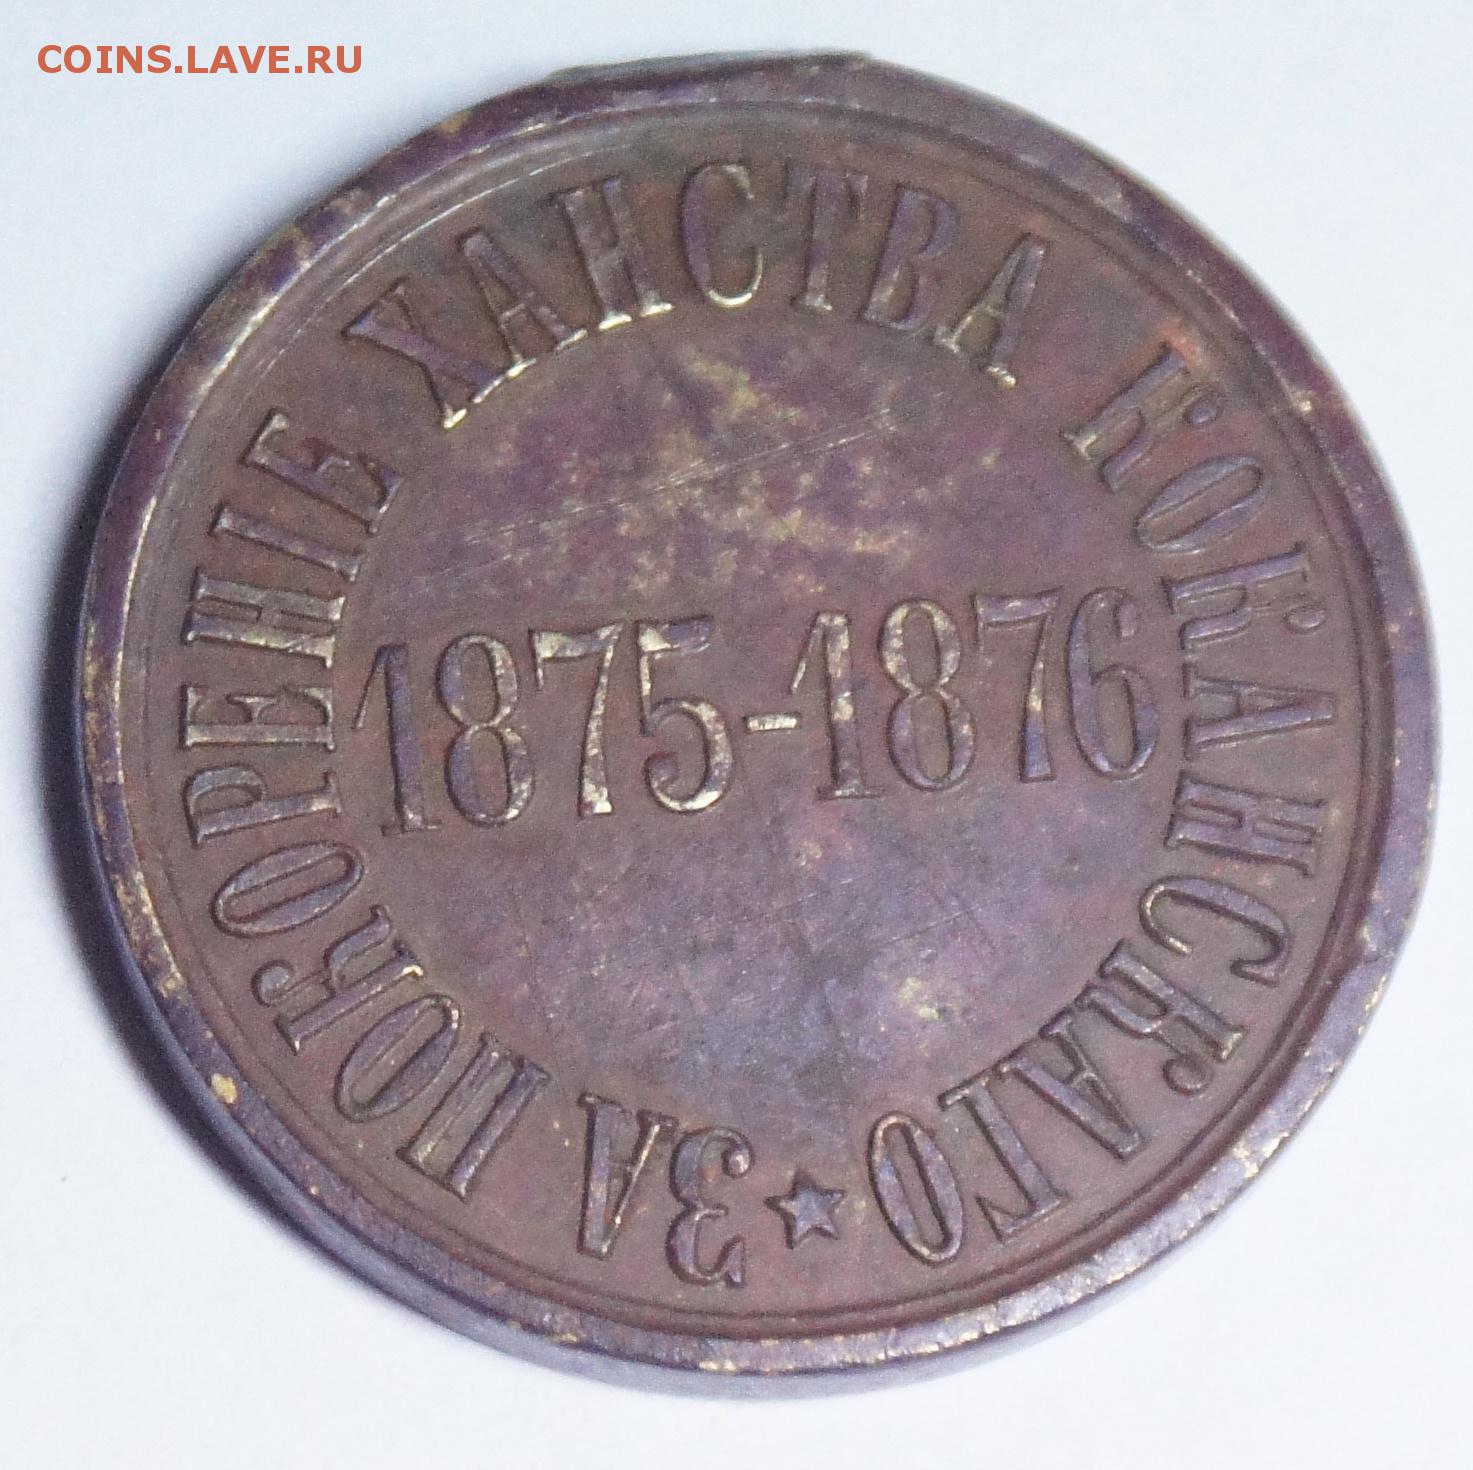 COINS.LAVE.RU
ЗА ПОКОРЕНІЕ ХАНСТВА КОКАНСКАГО
1875-1876